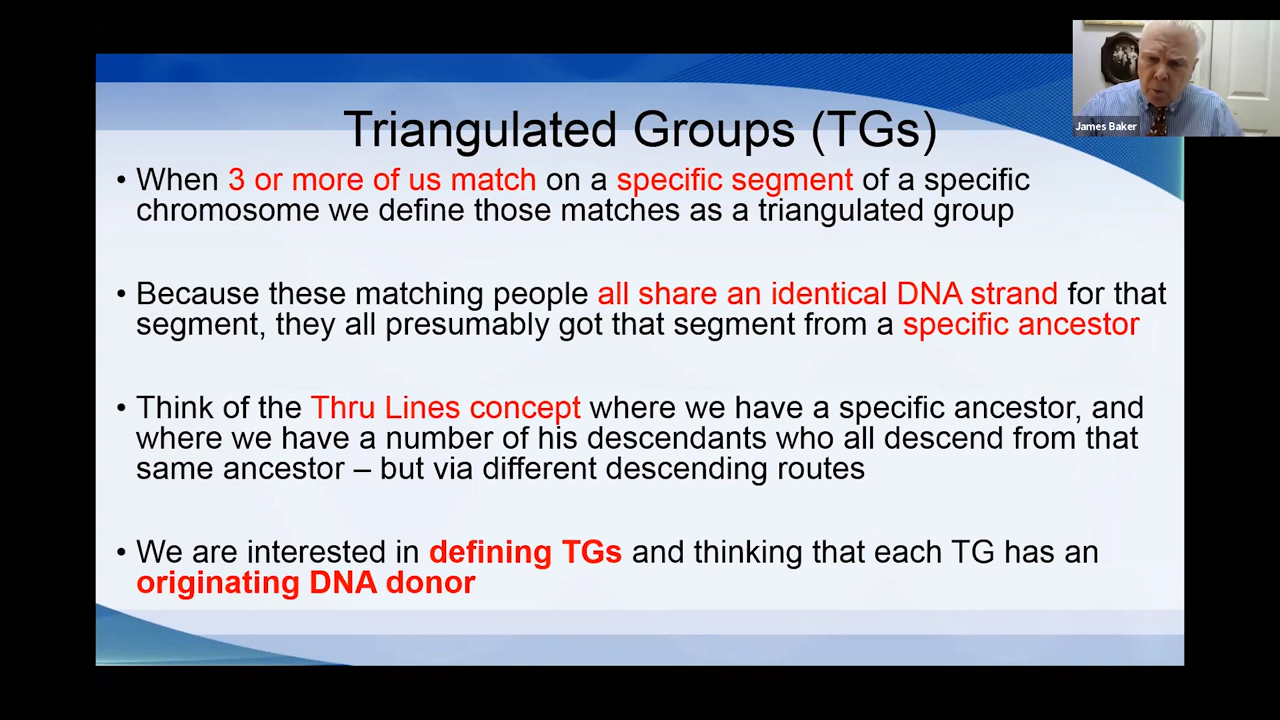 Triangulated Groups (TGs)
James Baker
• When 3 or more of us match on a specific segment of a specific
chromosome we define those matches as a triangulated group
• Because these matching people all share an identical DNA strand for that
segment, they all presumably got that segment from a specific ancestor
• Think of the Thru Lines concept where we have a specific ancestor, and
where we have a number of his descendants who all descend from that
same ancestor – but via different descending routes
• We are interested in defining TGs and thinking that each TG has an
originating DNA donor